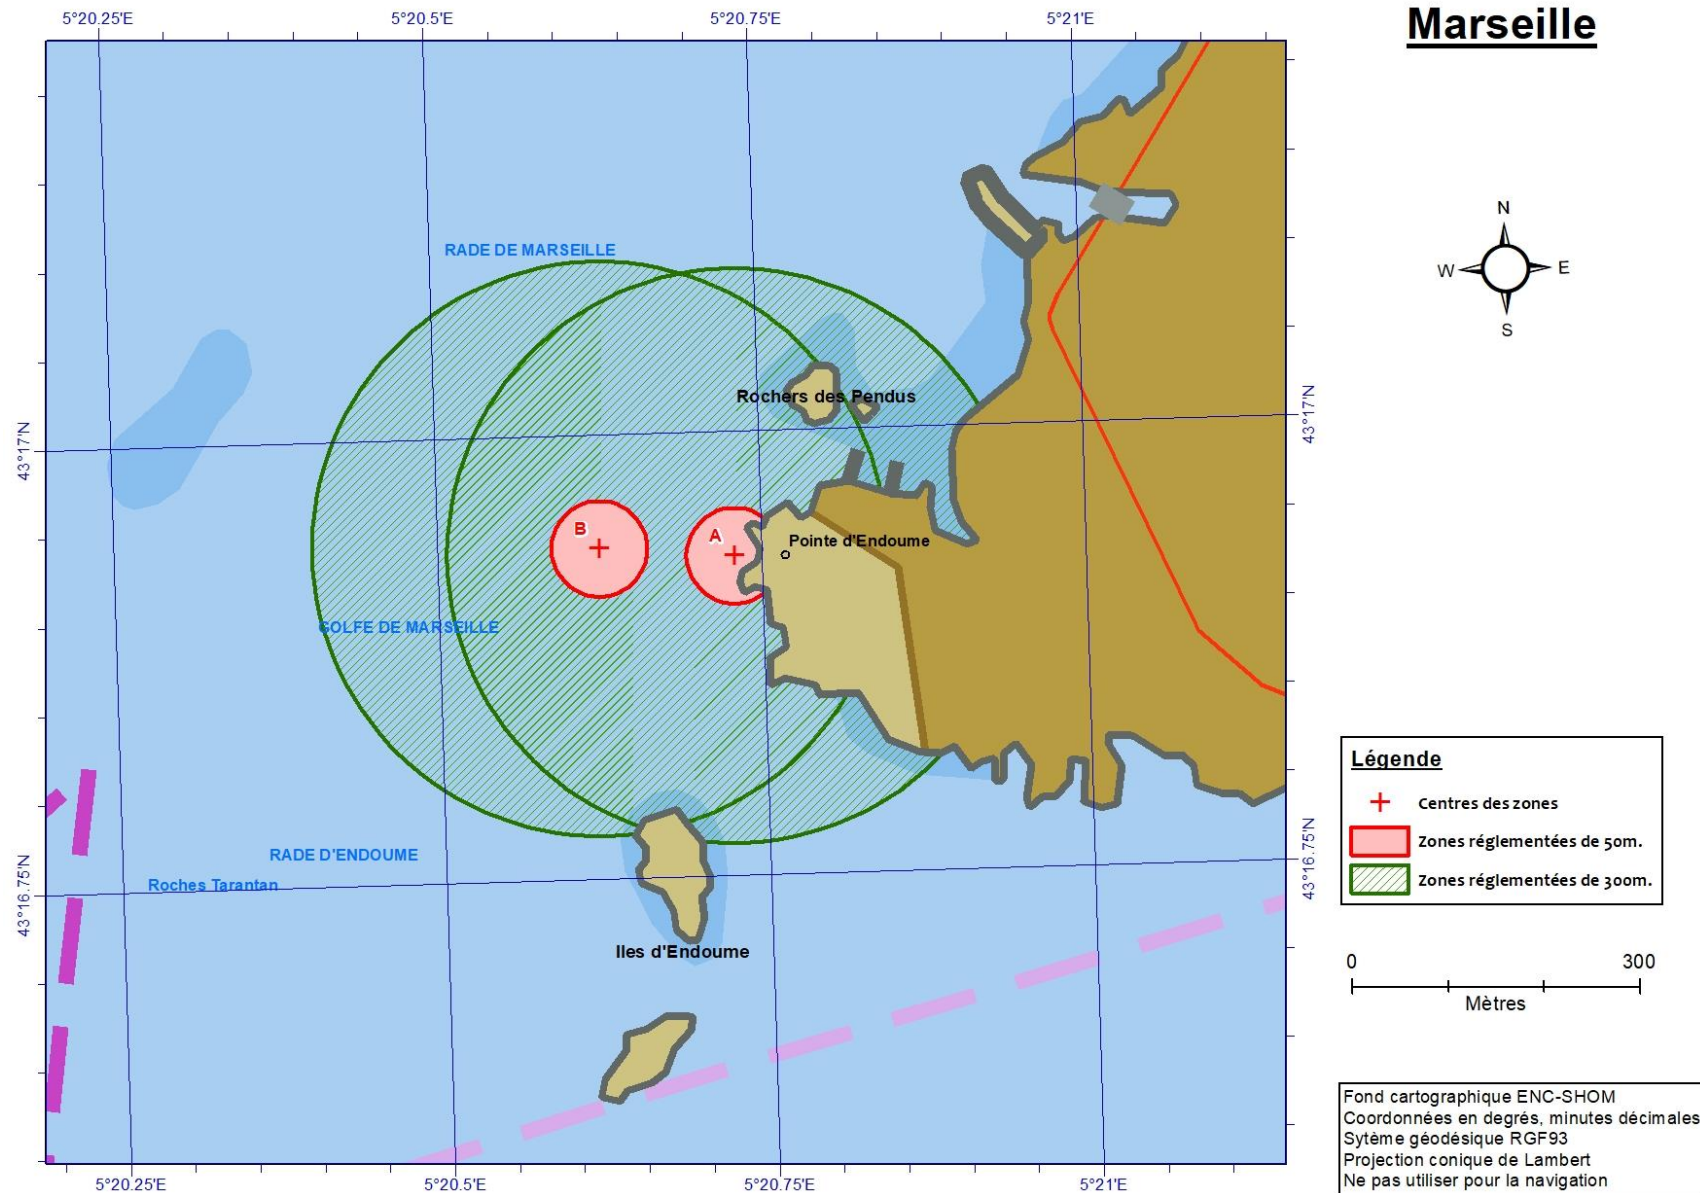 Marseille
5°20.25'E
5°20.5'E
5°20.75'E
5°21'E
N
W
E
S
RADE DE MARSEILLE
Rochers des Pendus
43°17'N
43°17'N
B
A
Pointe d'Endoume
GOLFE DE MARSEILLE
RADE D'ENDOUME
Roches Tarantan
43°16.75'N
43°16.75'N
Iles d'Endoume
Légende
Centres des zones
Zones réglementées de 50m.
Zones réglementées de 300m.
0
300
Mètres
Fond cartographique ENC-SHOM
Coordonnées en degrés, minutes décimales
Sytème géodésique RGF93
Projection conique de Lambert
Ne pas utiliser pour la navigation
5°20.25'E
5°20.5'E
5°20.75'E
5°21'E